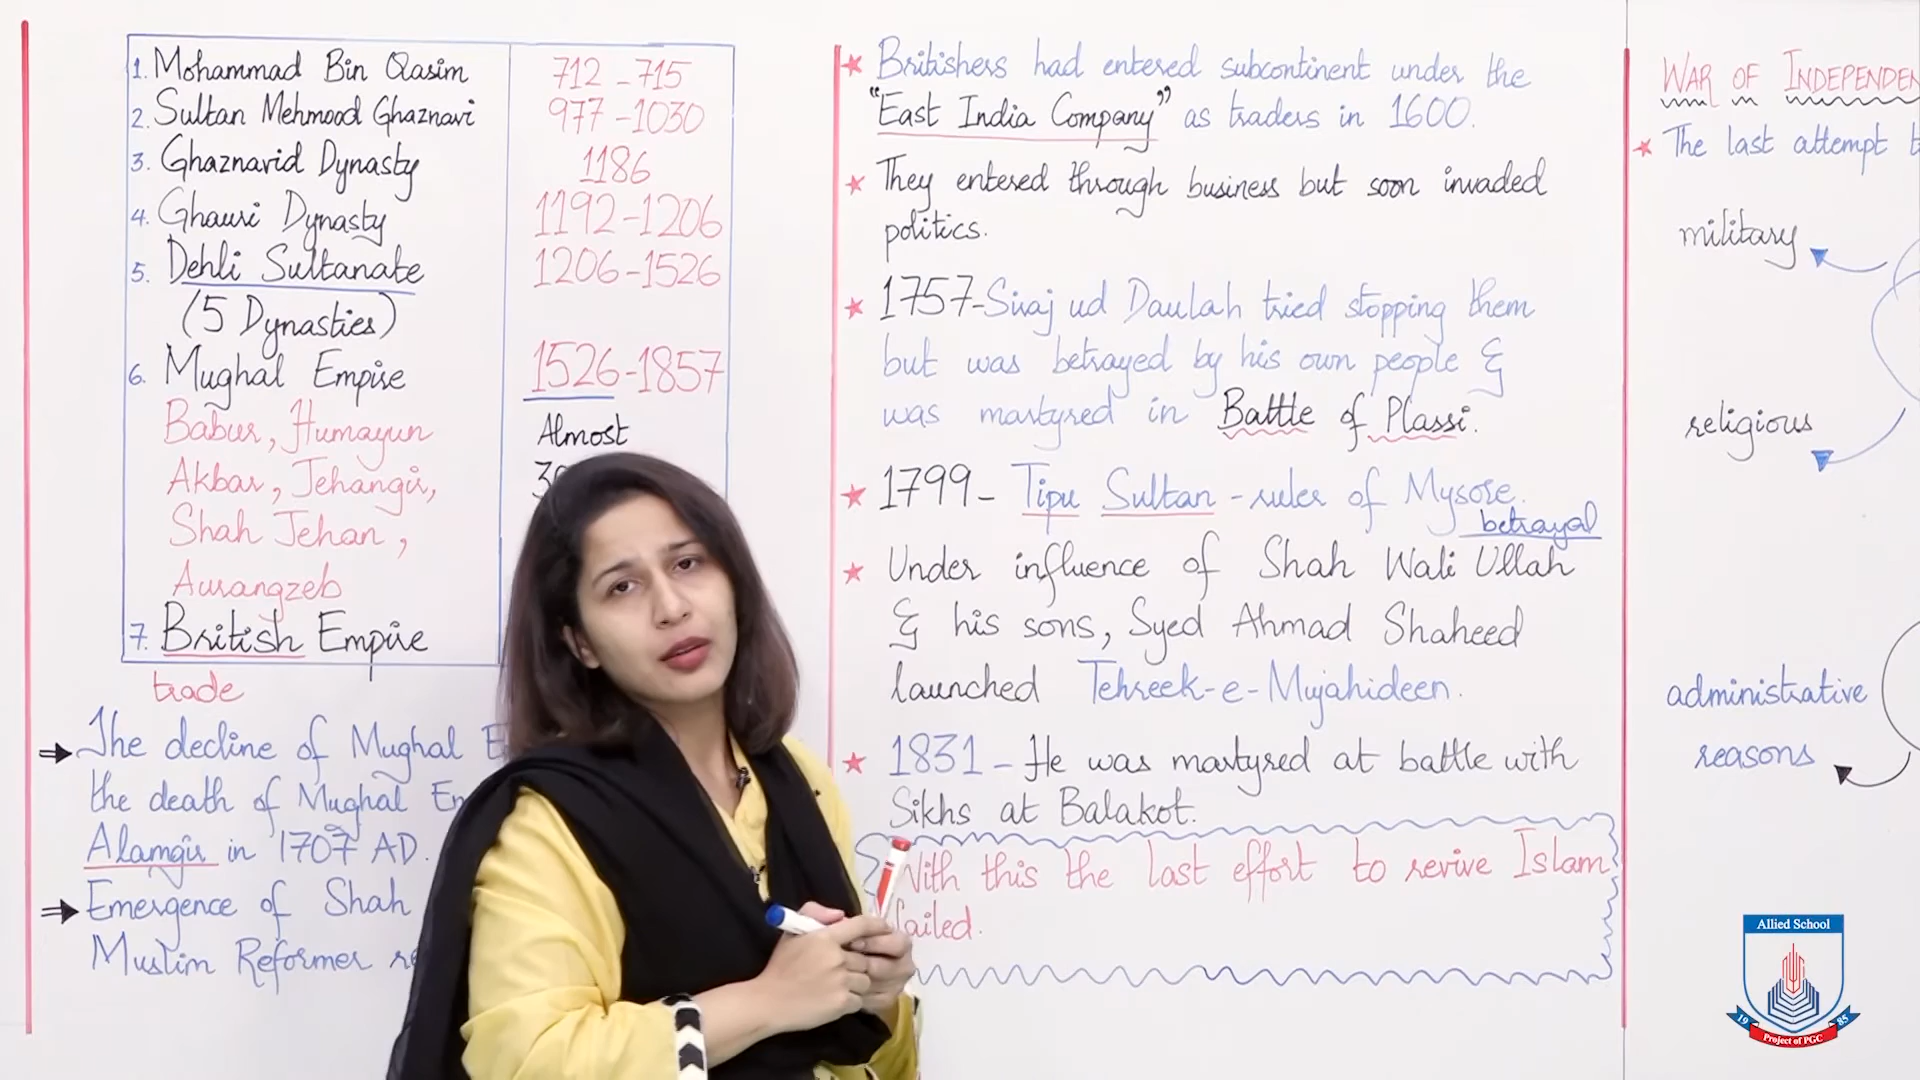 1. Mohammad Bin Qasim 712-715
2. Sultan Mehmood Ghaznavi 977-1030
3. Ghaznavid Dynasty 1186
4. Ghauri Dynasty 1192-1206
5. Dehli Sultanate 1206-1526
(5 Dynasties)
6. Mughal Empire 1526-1857
Babur, Humayun Almost
Akbar, Jehangir,
Shah Jehan,
Aurangzeb
7. British Empire
trade
The decline of Mughal
the death of Mughal
Alamgir in 1707 AD.
Emergence of Shah
Muslim Reformer
Britishers had entered subcontinent under the
"East India Company" as traders in 1600.
They entered through business but soon invaded
politics.
1757-Siraj ud Daulah tried stopping them
but was betrayed by his own people &
was martyred in Battle of Plassi.
1799- Tipu Sultan - ruler of Mysore.
betrayal
Under influence of Shah Wali Ullah
& his sons, Syed Ahmad Shaheed
launched Tehreek-e-Mujahideen.
1831 - He was martyred at battle with
Sikhs at Balakot.
With this the last effort to revive Islam
failed.
WAR OF INDEPENDEN
The last attempt
military
religious
administrative
reasons
Allied School
19 85
Project of PGC